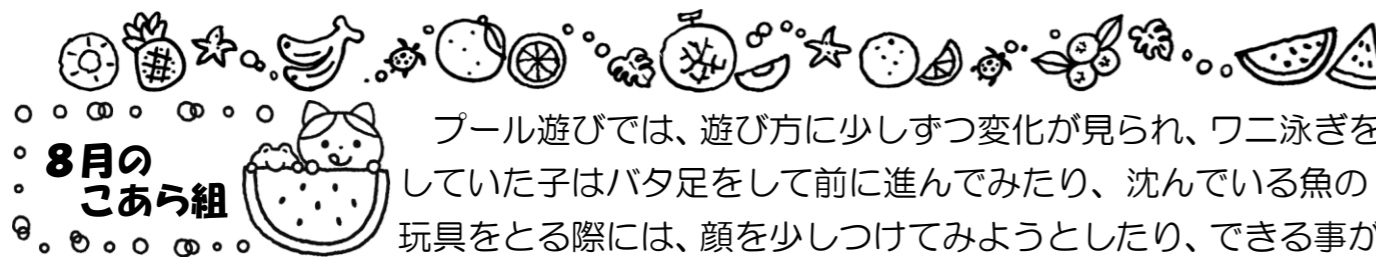 8月の
こあら組
プール遊びでは、遊び方に少しずつ変化が見られ、ワニ泳ぎを
していた子はバタ足をして前に進んでみたり、沈んでいる魚の
玩具をとる際には、顔を少しつけてみようとしたり、できる事が